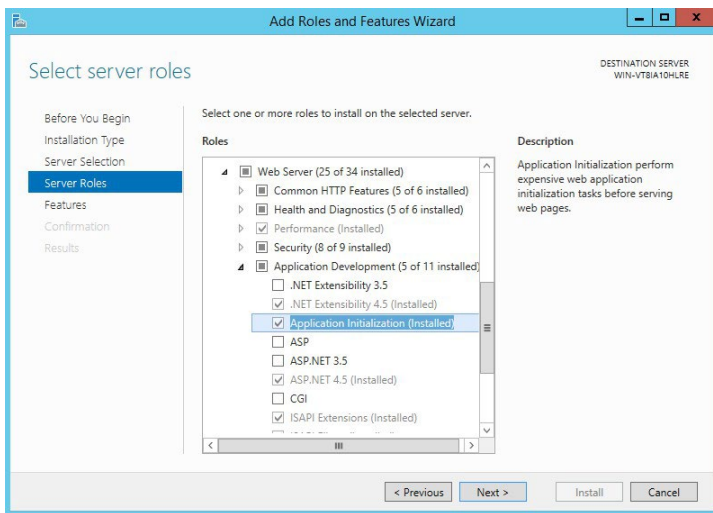 Add Roles and Features Wizard
Select server roles
DESTINATION SERVER
WIN-VT8IA10HLRE
Before You Begin
Installation Type
Server Selection
Server Roles
Features
Confirmation
Results
Select one or more roles to install on the selected server.
Roles
Web Server (25 of 34 installed)
Common HTTP Features (5 of 6 installed)
Health and Diagnostics (5 of 6 installed)
Performance (Installed)
Security (8 of 9 installed)
Application Development (5 of 11 installed)
.NET Extensibility 3.5
.NET Extensibility 4.5 (Installed)
Application Initialization (Installed)
ASP
ASP.NET 3.5
ASP.NET 4.5 (Installed)
CGI
ISAPI Extensions (Installed)
Description
Application Initialization perform
expensive web application
initialization tasks before serving
web pages.
< Previous
Next >
Install
Cancel